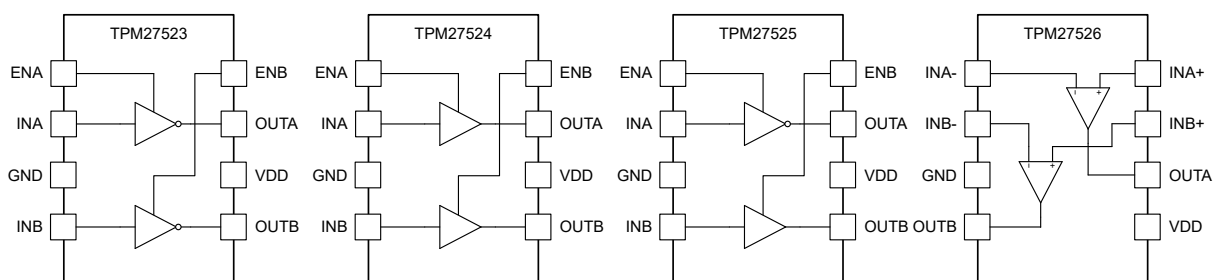 TPM27523
ENA
ENB
INA
OUTA
GND
VDD
INB
OUTB
TPM27524
ENA
ENB
INA
OUTA
GND
VDD
INB
OUTB
TPM27525
ENA
ENB
INA
OUTA
GND
VDD
INB
OUTB
TPM27526
INA-
INA+
- +
INB-
INB+
- +
GND
OUTA
OUTB
VDD